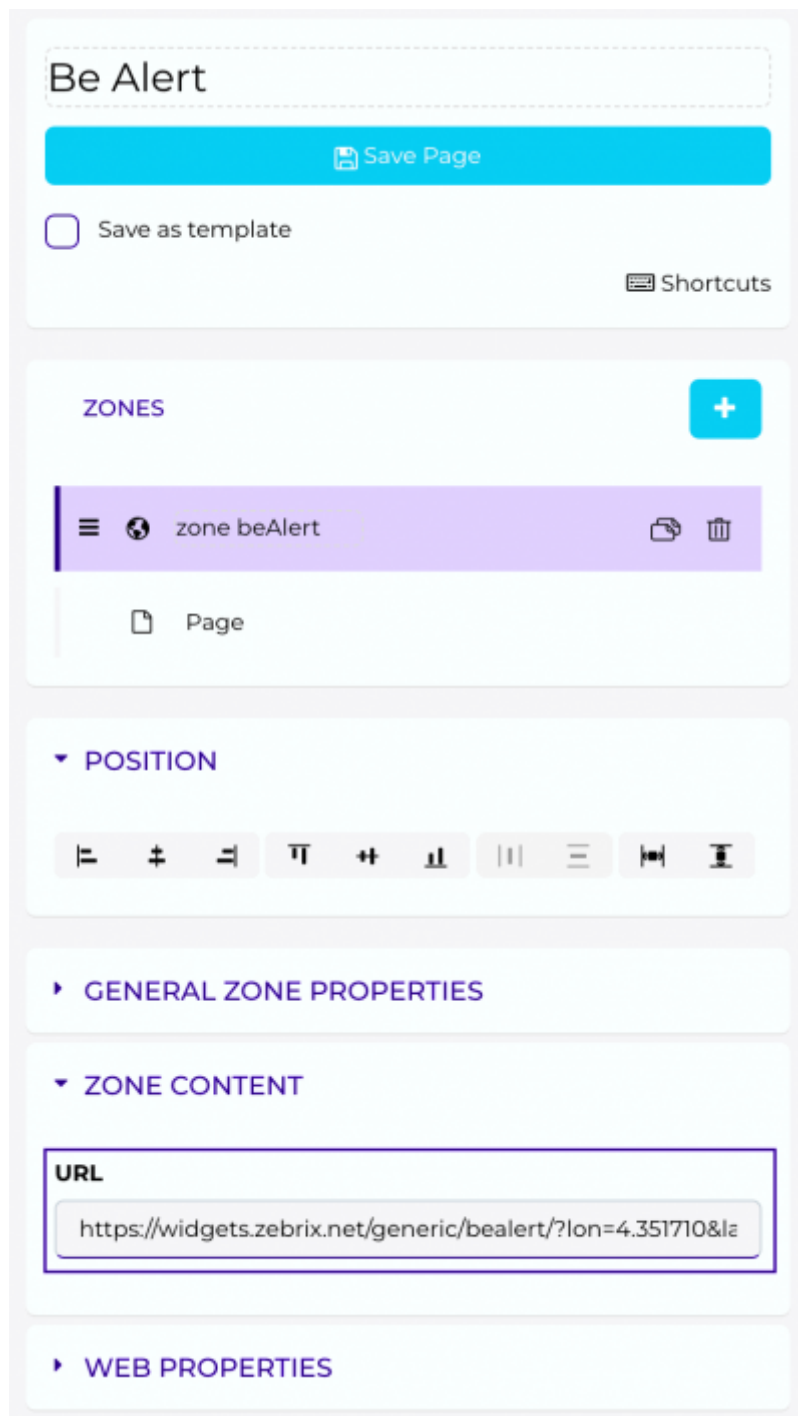 Be Alert
Save Page
Save as template
Shortcuts
ZONES
zone beAlert
Page
POSITION
GENERAL ZONE PROPERTIES
ZONE CONTENT
URL
https://widgets.zebrix.net/generic/bealert/?lon=4.351710&la
WEB PROPERTIES